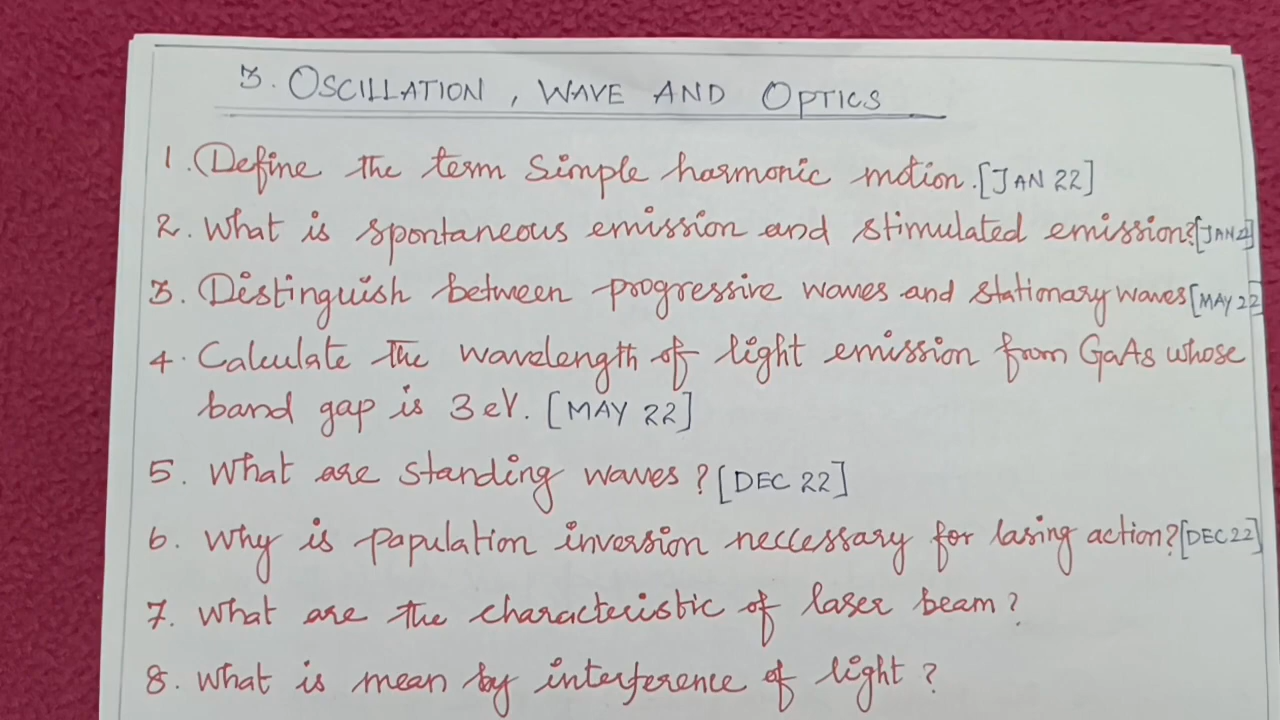 3. OSCILLATION, WAVE AND OPTICS
1. Define the term Simple harmonic motion. [JAN 22]
2. What is spontaneous emission and stimulated emission? [JAN 22]
3. Distinguish between progressive waves and stationary waves [MAY 22]
4. Calculate the wavelength of light emission from GaAs whose
band gap is 3 eV. [MAY 22]
5. What are standing waves? [DEC 22]
6. Why is population inversion neccessary for lasing action? [DEC 22]
7. What are the characteristic of laser beam?
8. What is mean by interference of light?